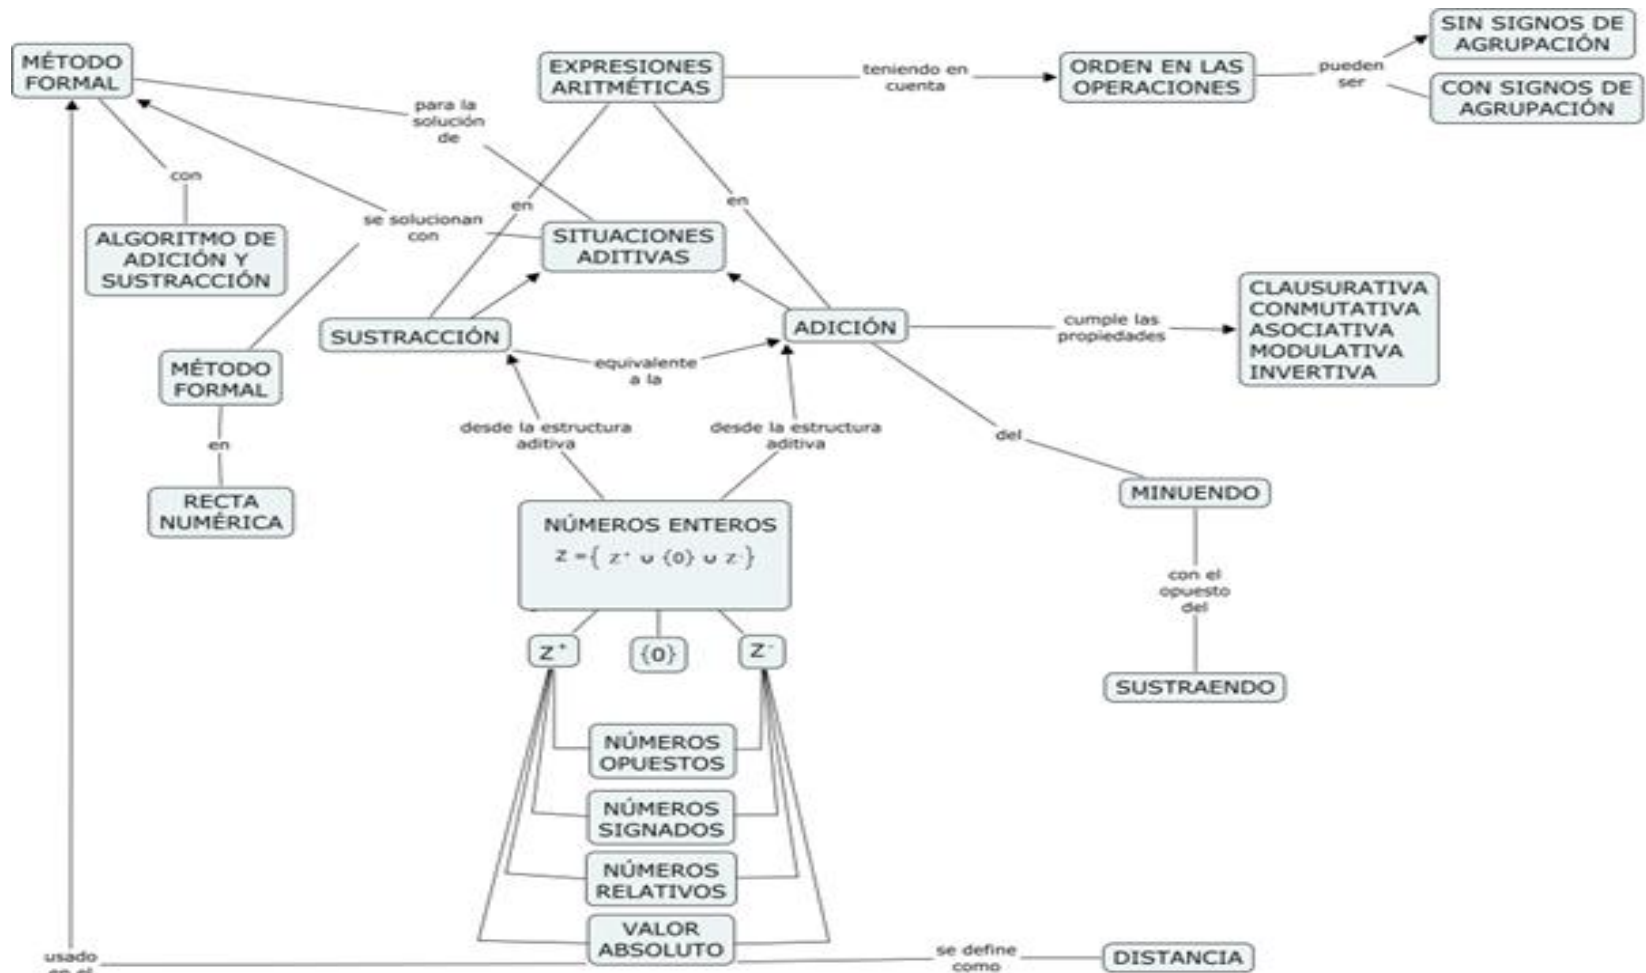 SIN SIGNOS DE
AGRUPACIÓN
MÉTODO
FORMAL
EXPRESIONES
ARITMÉTICAS
teniendo en
cuenta
ORDEN EN LAS
OPERACIONES
pueden
ser
CON SIGNOS DE
AGRUPACIÓN
para la
solución
de
con
en
en
se solucionan
con
SITUACIONES
ADITIVAS
ALGORITMO DE
ADICIÓN Y
SUSTRACCIÓN
CLAUSURATIVA
CONMUTATIVA
ASOCIATIVA
MODULATIVA
INVERTIVA
SUSTRACCIÓN
ADICIÓN
cumple las
propiedades
equivalente
a la
MÉTODO
FORMAL
en
desde la estructura
aditiva
desde la estructura
aditiva
del
RECTA
NUMÉRICA
MINUENDO
NÚMEROS ENTEROS
Z = { Z⁺ ∪ {0} ∪ Z⁻}
con el
opuesto
del
Z⁺
{0}
Z⁻
SUSTRAENDO
NÚMEROS
OPUESTOS
NÚMEROS
SIGNADOS
NÚMEROS
RELATIVOS
VALOR
ABSOLUTO
usado
en el
se define
como
DISTANCIA